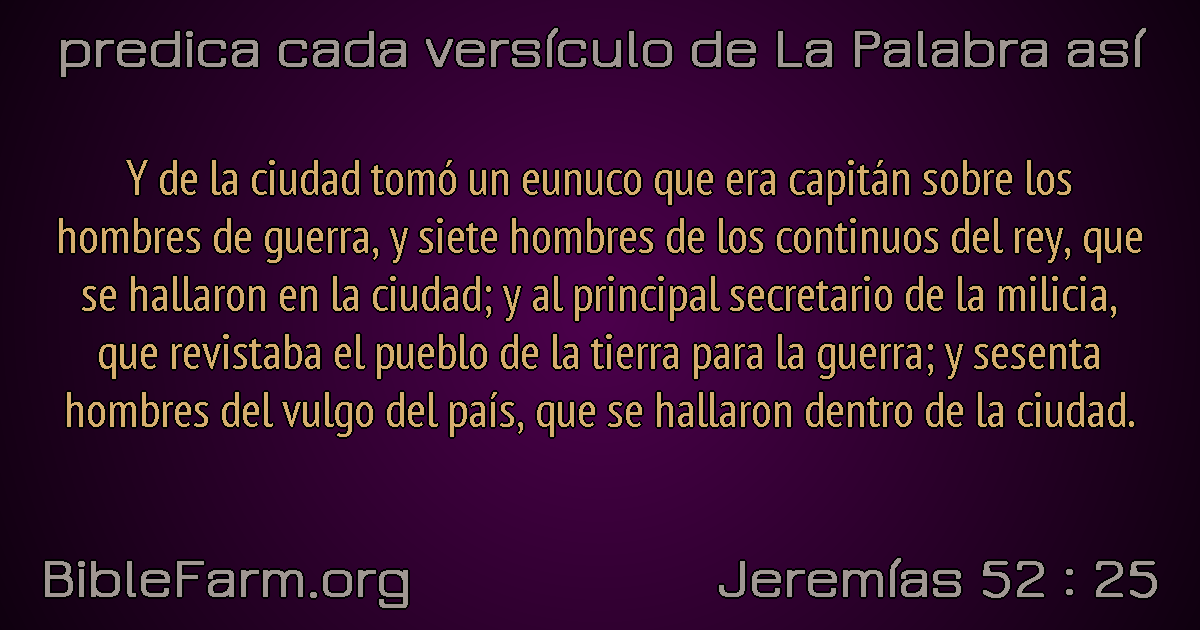 predica cada versículo de La Palabra así
Y de la ciudad tomó un eunuco que era capitán sobre los
hombres de guerra, y siete hombres de los continuos del rey, que
se hallaron en la ciudad; y al principal secretario de la milicia,
que revistaba el pueblo de la tierra para la guerra; y sesenta
hombres del vulgo del país, que se hallaron dentro de la ciudad.
BibleFarm.org
Jeremías 52 : 25